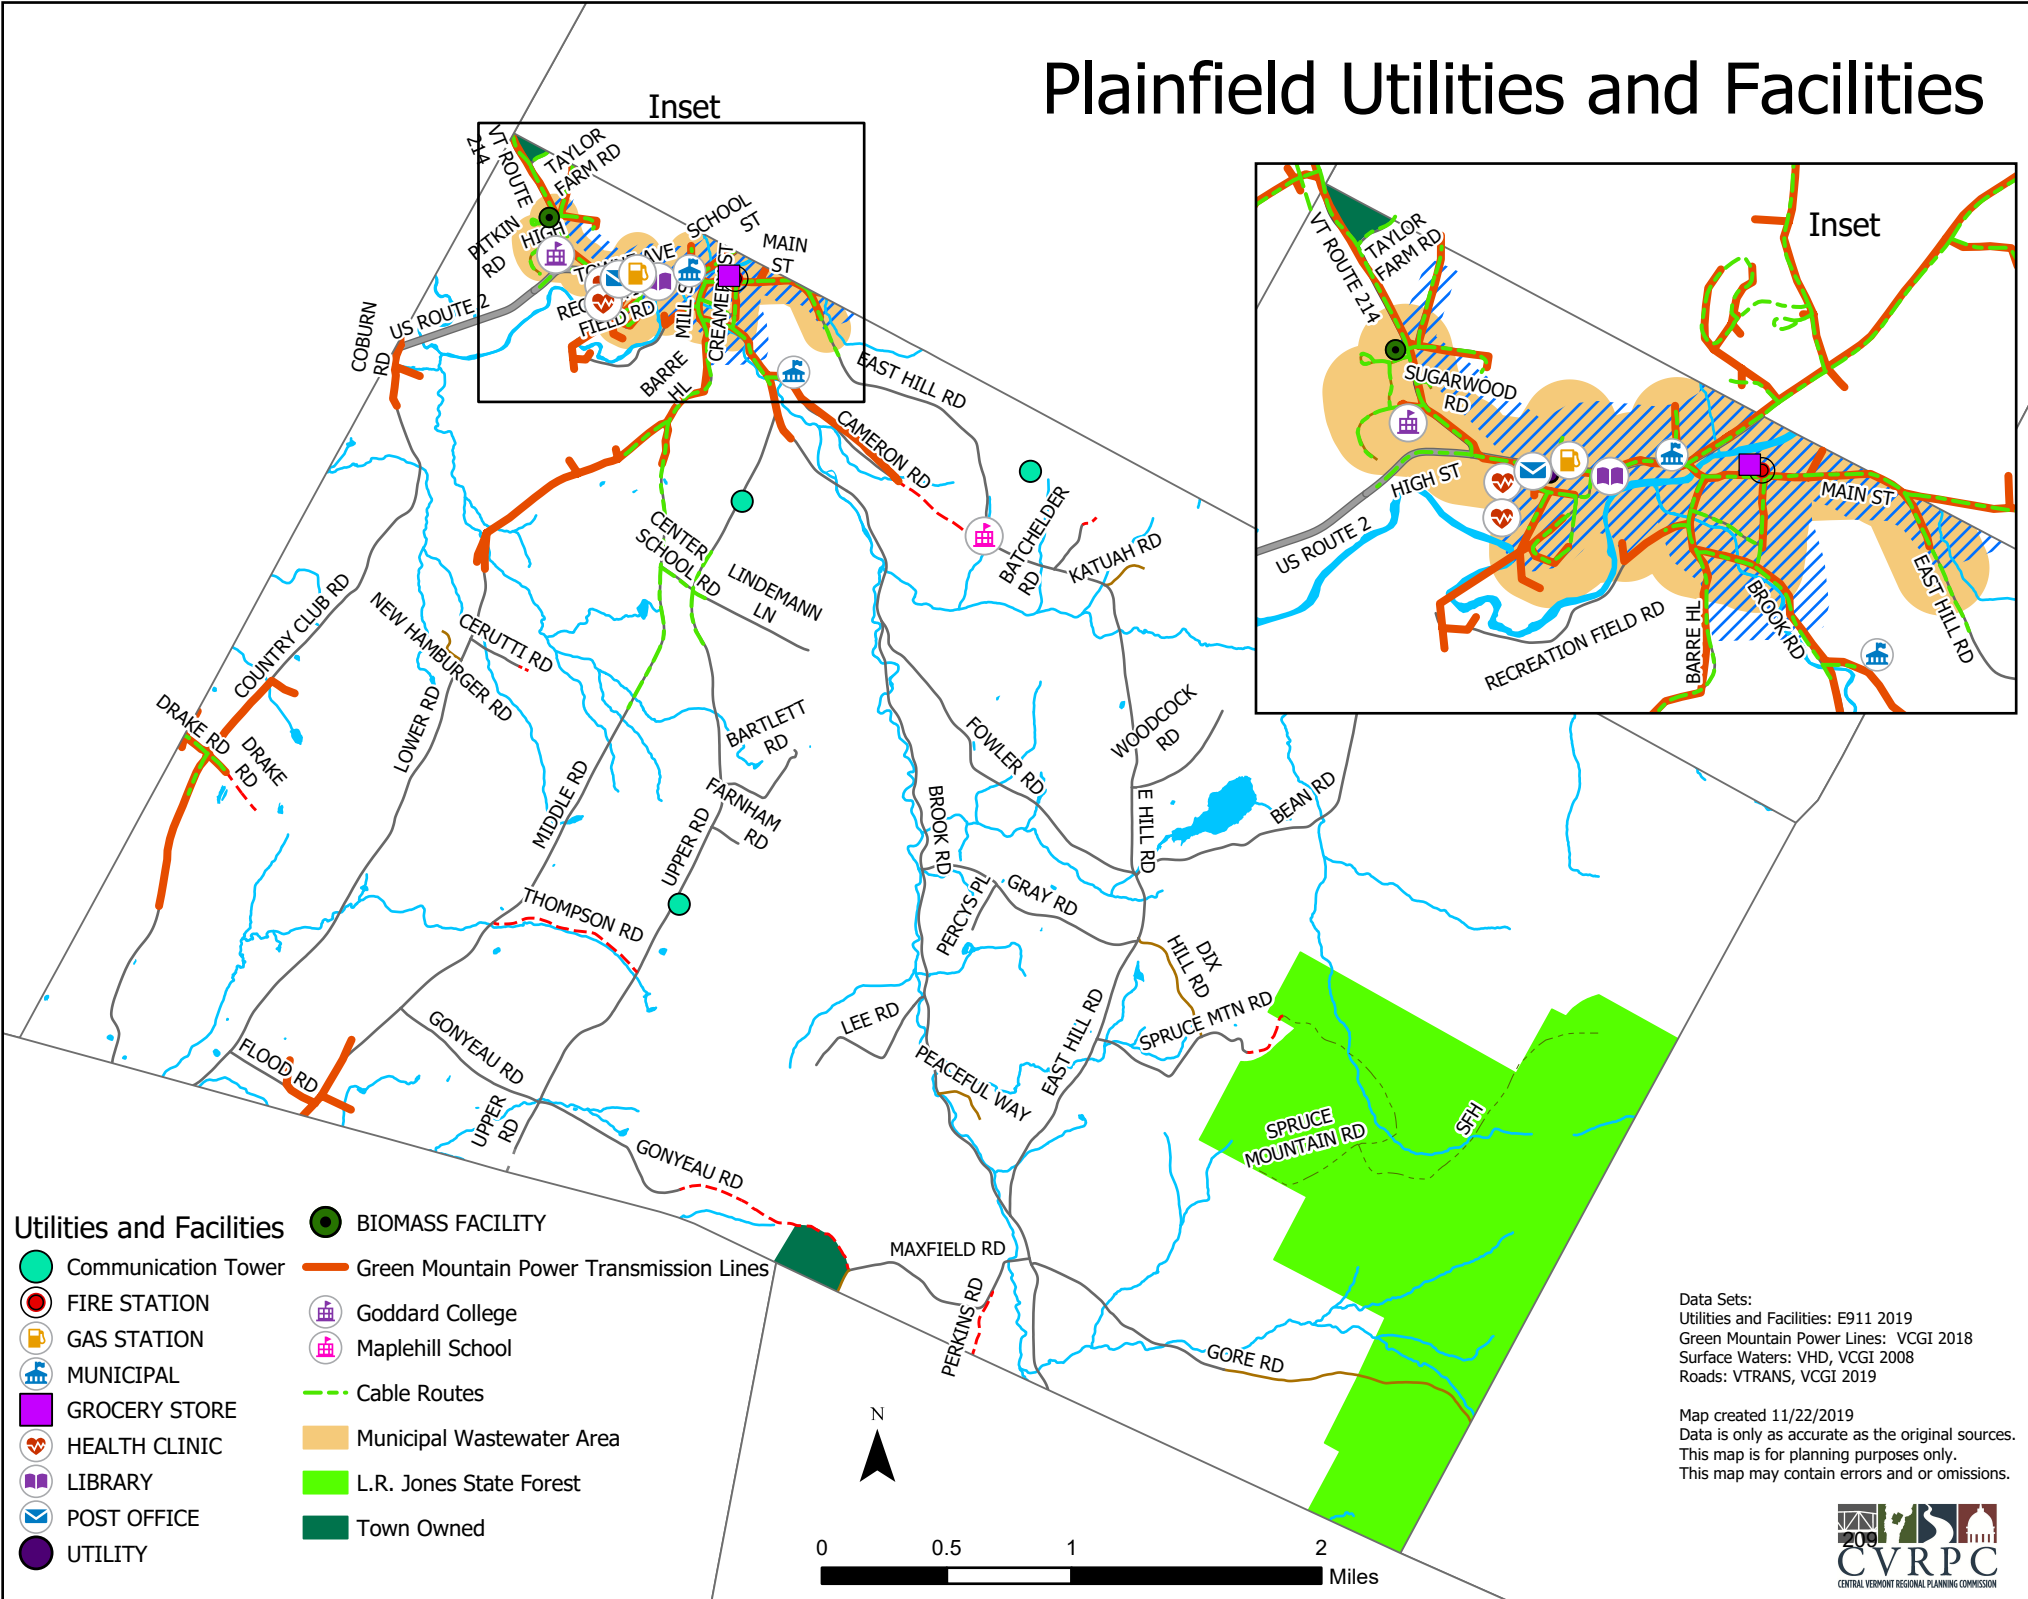 Plainfield Utilities and Facilities
Inset
VT ROUTE
214
TAYLOR
FARM RD
PITKIN
RD
HIGH
SCHOOL
ST
MAIN
ST
TOWNE AVE
MILL S
CREAMERY ST
FIELD RD
US ROUTE 2
COBURN
RD
BARRE
HL
EAST HILL RD
CAMERON RD
Inset
VT ROUTE 214
TAYLOR
FARM RD
SUGARWOOD
RD
HIGH ST
US ROUTE 2
MAIN ST
RECREATION FIELD RD
BARRE HL
BROOK RD
EAST HILL RD
CENTER
SCHOOL RD
LINDEMANN
LN
BATCHELDER
RD
KATUAH RD
COUNTRY CLUB RD
NEW HAMBURGER RD
CERUTTI RD
LOWER RD
DRAKE RD
DRAKE
RD
MIDDLE RD
BARTLETT
RD
FARNHAM
RD
UPPER RD
FOWLER RD
WOODCOCK
RD
BROOK RD
E HILL RD
BEAN RD
THOMPSON RD
PERCYS PL
GRAY RD
DIX
HILL RD
SPRUCE MTN RD
LEE RD
EAST HILL RD
PEACEFUL WAY
FLOOD RD
GONYEAU RD
UPPER
RD
GONYEAU RD
SPRUCE
MOUNTAIN RD
SFH
MAXFIELD RD
PERKINS RD
GORE RD
Utilities and Facilities
Communication Tower
FIRE STATION
GAS STATION
MUNICIPAL
GROCERY STORE
HEALTH CLINIC
LIBRARY
POST OFFICE
UTILITY
BIOMASS FACILITY
Green Mountain Power Transmission Lines
Goddard College
Maplehill School
Cable Routes
Municipal Wastewater Area
L.R. Jones State Forest
Town Owned
N
0 0.5 1 2
Miles
Data Sets:
Utilities and Facilities: E911 2019
Green Mountain Power Lines: VCGI 2018
Surface Waters: VHD, VCGI 2008
Roads: VTRANS, VCGI 2019
Map created 11/22/2019
Data is only as accurate as the original sources.
This map is for planning purposes only.
This map may contain errors and or omissions.
209
CVRPC
CENTRAL VERMONT REGIONAL PLANNING COMMISSION